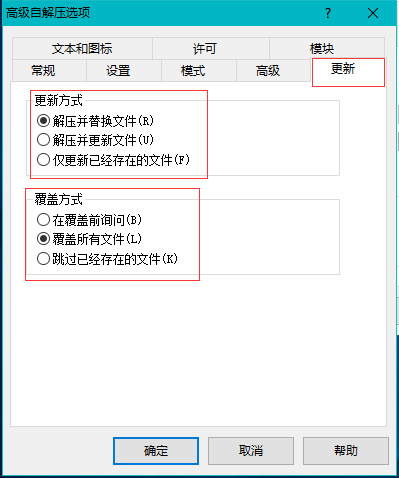 高级自解压选项
?
文本和图标 许可 模块
常规 设置 模式 高级 更新
更新方式
解压并替换文件(R)
解压并更新文件(U)
仅更新已经存在的文件(F)
覆盖方式
在覆盖前询问(B)
覆盖所有文件(L)
跳过已经存在的文件(K)
确定 取消 帮助